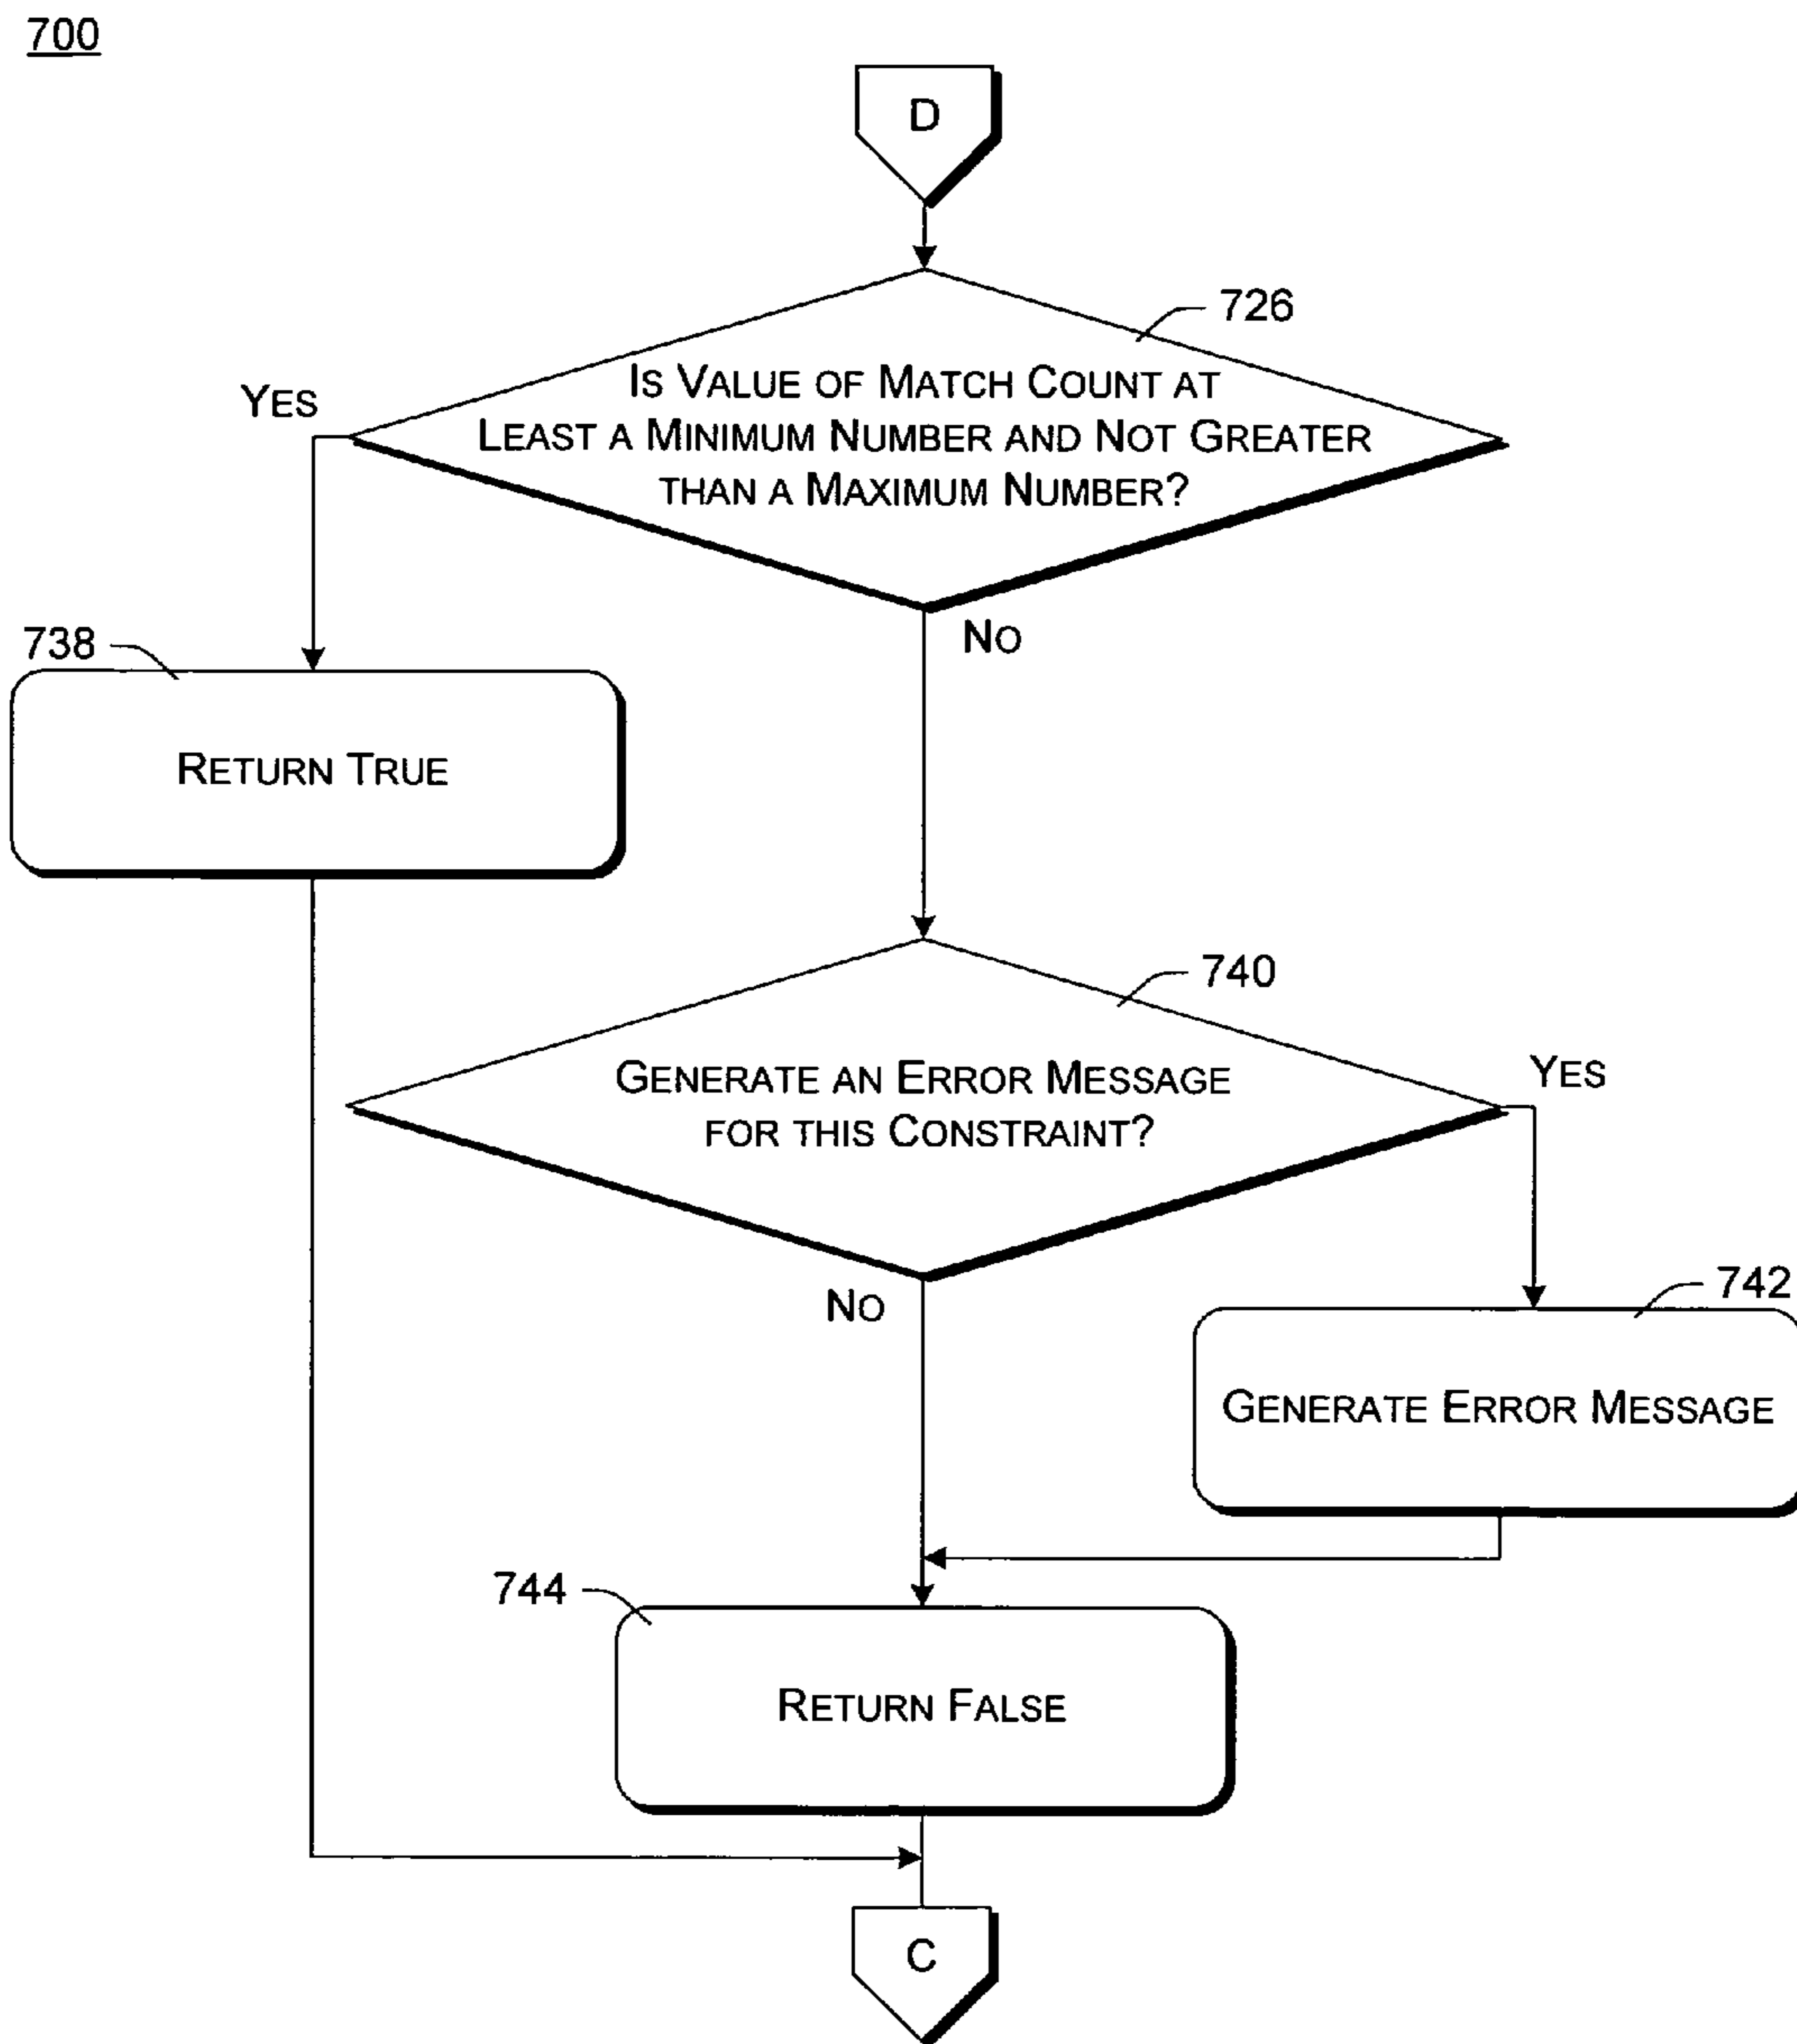 700
D
726
IS VALUE OF MATCH COUNT AT
LEAST A MINIMUM NUMBER AND NOT GREATER
THAN A MAXIMUM NUMBER?
YES
NO
738
RETURN TRUE
740
GENERATE AN ERROR MESSAGE
FOR THIS CONSTRAINT?
YES
NO
742
GENERATE ERROR MESSAGE
744
RETURN FALSE
C